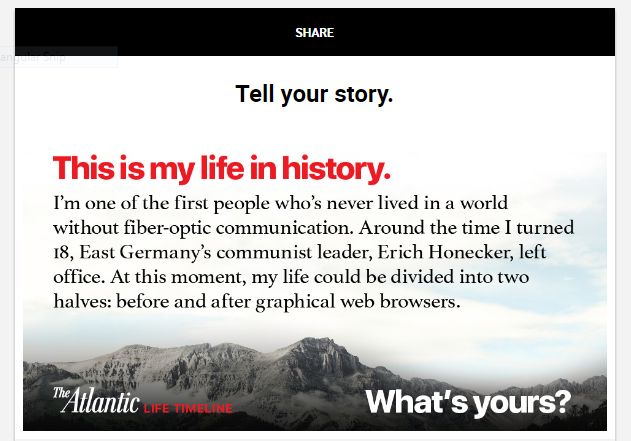 SHARE
angular Snip
Tell your story.
This is my life in history.
I'm one of the first people who's never lived in a world
without fiber-optic communication. Around the time I turned
18, East Germany's communist leader, Erich Honecker, left
office. At this moment, my life could be divided into two
halves: before and after graphical web browsers.
The Atlantic LIFE TIMELINE
What's yours?